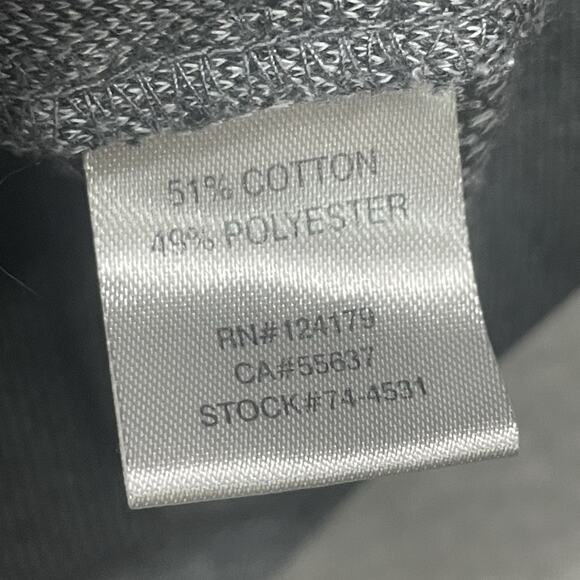 51% COTTON
49% POLYESTER
RN#124179
CA#55637
STOCK#74-4531